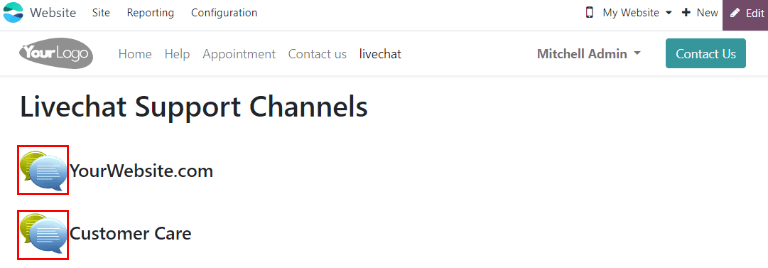 Website Site Reporting Configuration My Website + New Edit
YourLogo Home Help Appointment Contact us livechat Mitchell Admin Contact Us
Livechat Support Channels
YourWebsite.com
Customer Care